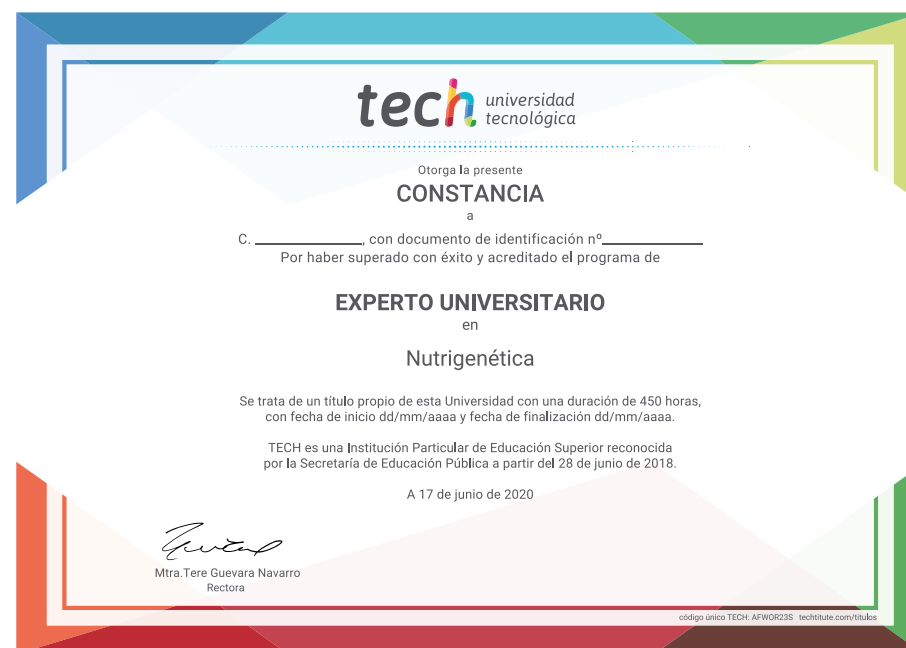 tech universidad
tecnológica
Otorga la presente
CONSTANCIA
a
C. ______________, con documento de identificación nº_____________
Por haber superado con éxito y acreditado el programa de
EXPERTO UNIVERSITARIO
en
Nutrigenética
Se trata de un título propio de esta Universidad con una duración de 450 horas,
con fecha de inicio dd/mm/aaaa y fecha de finalización dd/mm/aaaa.
TECH es una Institución Particular de Educación Superior reconocida
por la Secretaría de Educación Pública a partir del 28 de junio de 2018.
A 17 de junio de 2020
Mtra.Tere Guevara Navarro
Rectora
código único TECH: AFWOR23S techtitute.com/titulos